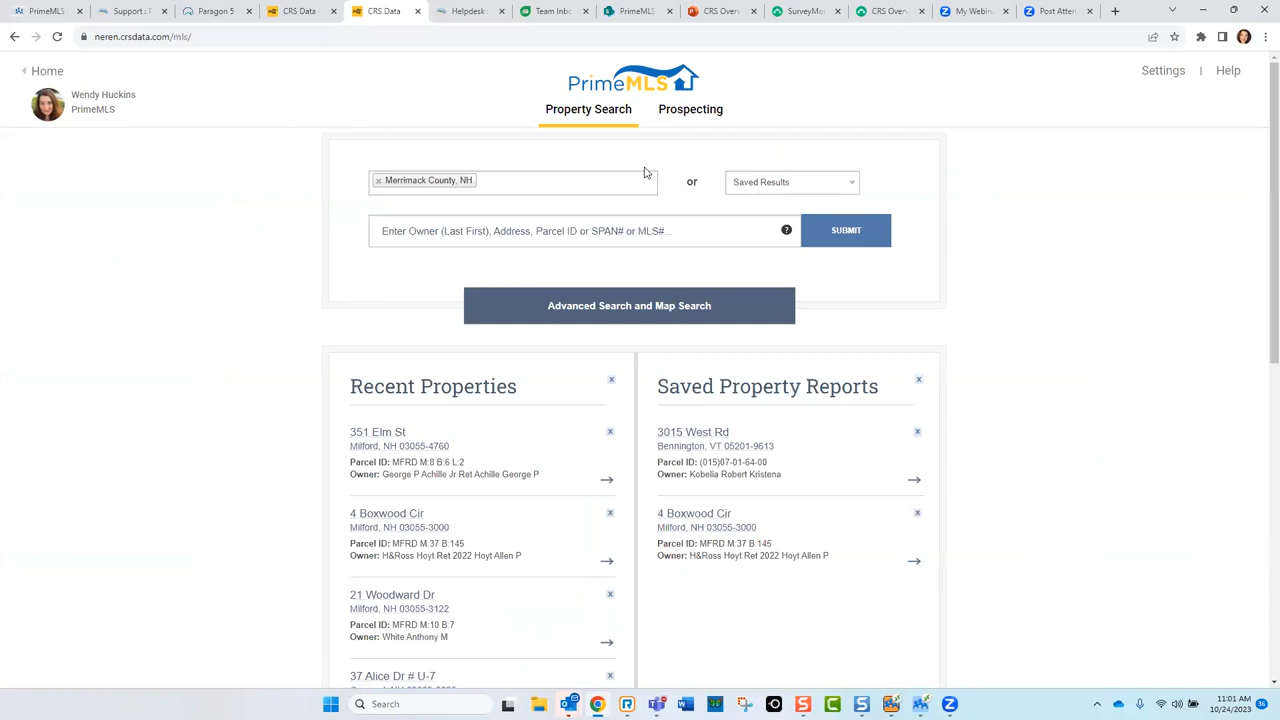 PrimeMLS
Paragon 5
CRS Data
CRS Data
Team Inbo
Schedule
PrimeMLS
SurveyMo
CRS Over
My Webin
Post Atten
neren.crsdata.com/mls/
Home
Settings | Help
Wendy Huckins
PrimeMLS
PrimeMLS
Property Search
Prospecting
Merrimack County, NH
or
Saved Results
Enter Owner (Last First), Address, Parcel ID or SPAN# or MLS#...
?
SUBMIT
Advanced Search and Map Search
Recent Properties
351 Elm St
Milford, NH 03055-4760
Parcel ID: MFRD M:8 B:6 L:2
Owner: George P Achille Jr Ret Achille George P
4 Boxwood Cir
Milford, NH 03055-3000
Parcel ID: MFRD M:37 B:145
Owner: H&Ross Hoyt Ret 2022 Hoyt Allen P
21 Woodward Dr
Milford, NH 03055-3122
Parcel ID: MFRD M:10 B:7
Owner: White Anthony M
37 Alice Dr # U-7
Saved Property Reports
3015 West Rd
Bennington, VT 05201-9613
Parcel ID: (015)07-01-64-00
Owner: Kobelia Robert Kristena
4 Boxwood Cir
Milford, NH 03055-3000
Parcel ID: MFRD M:37 B:145
Owner: H&Ross Hoyt Ret 2022 Hoyt Allen P
Search
11:01 AM
10/24/2023